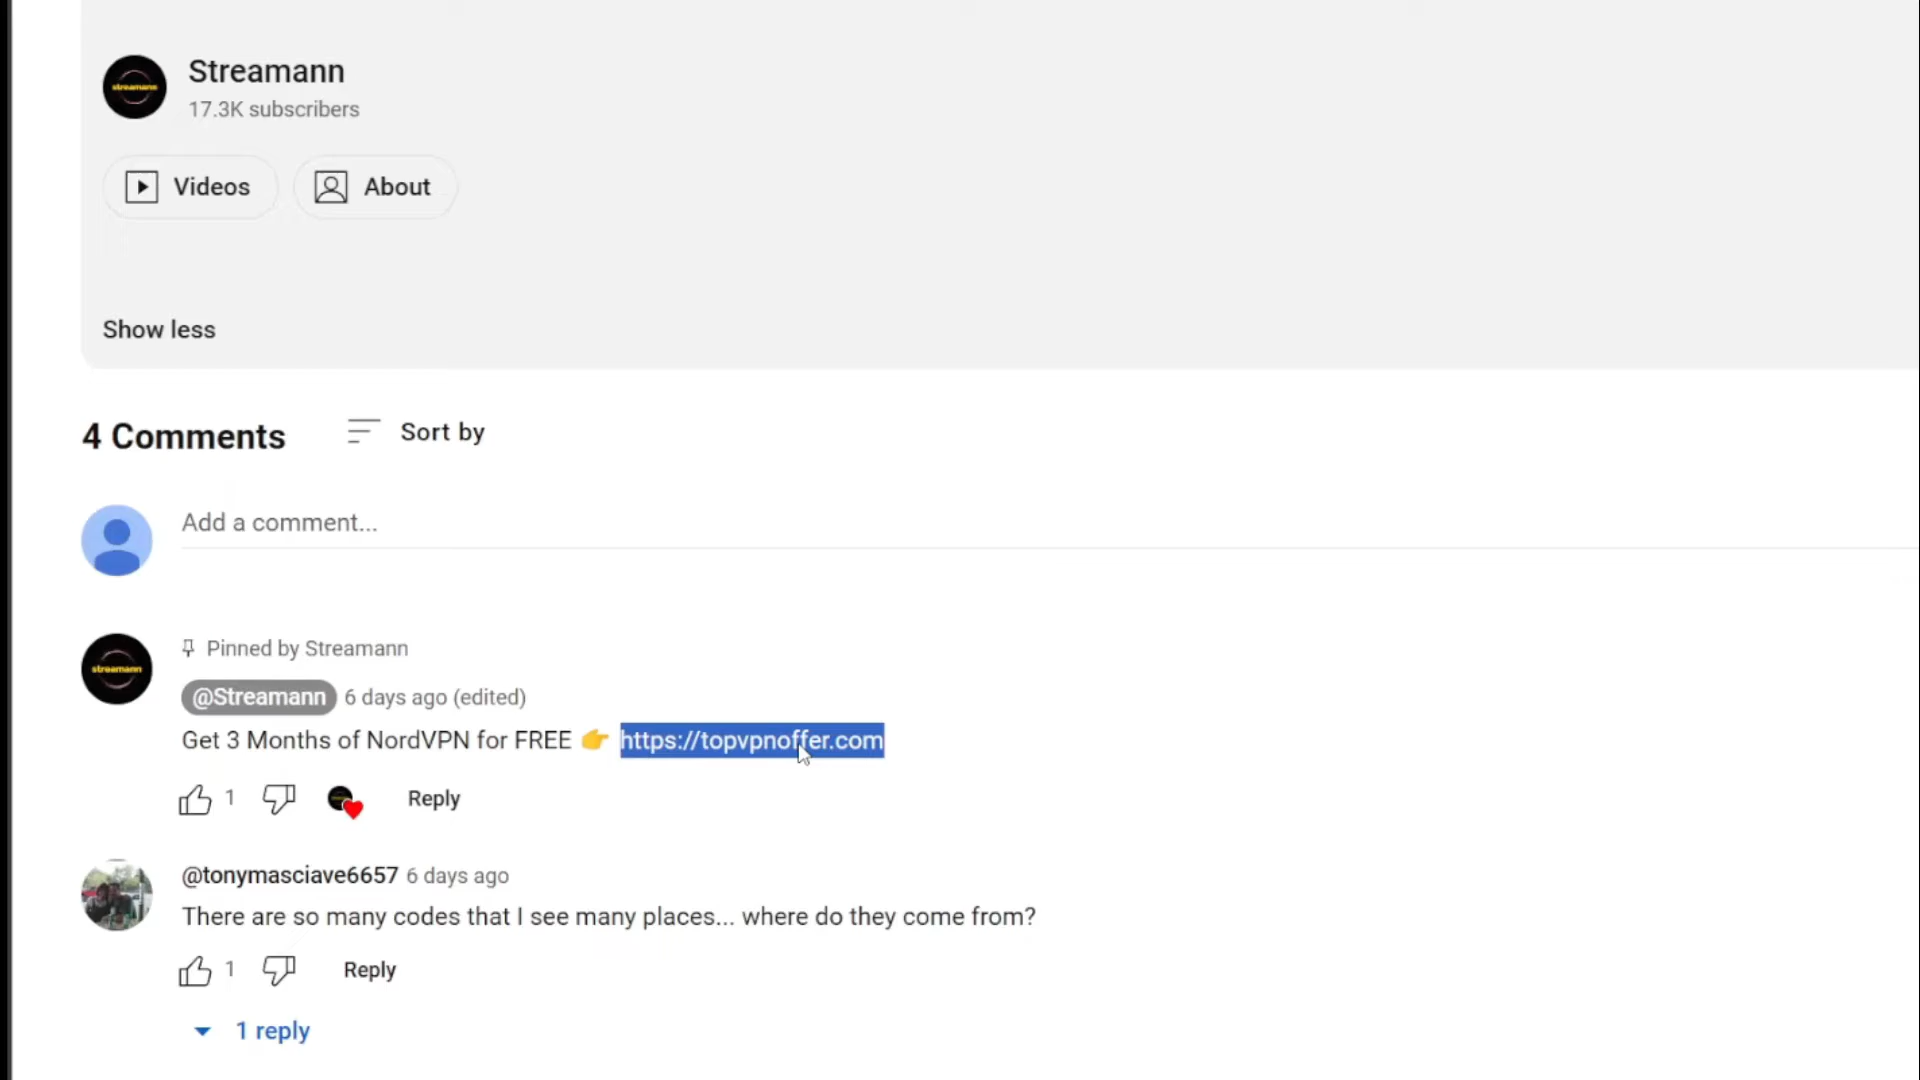 streamann
Streamann
17.3K subscribers
Videos
About
Show less
4 Comments
Sort by
Add a comment...
streamann
Pinned by Streamann
@Streamann 6 days ago (edited)
Get 3 Months of NordVPN for FREE 👉 https://topvpnoffer.com
1
Reply
@tonymasciave6657 6 days ago
There are so many codes that I see many places... where do they come from?
1
Reply
1 reply